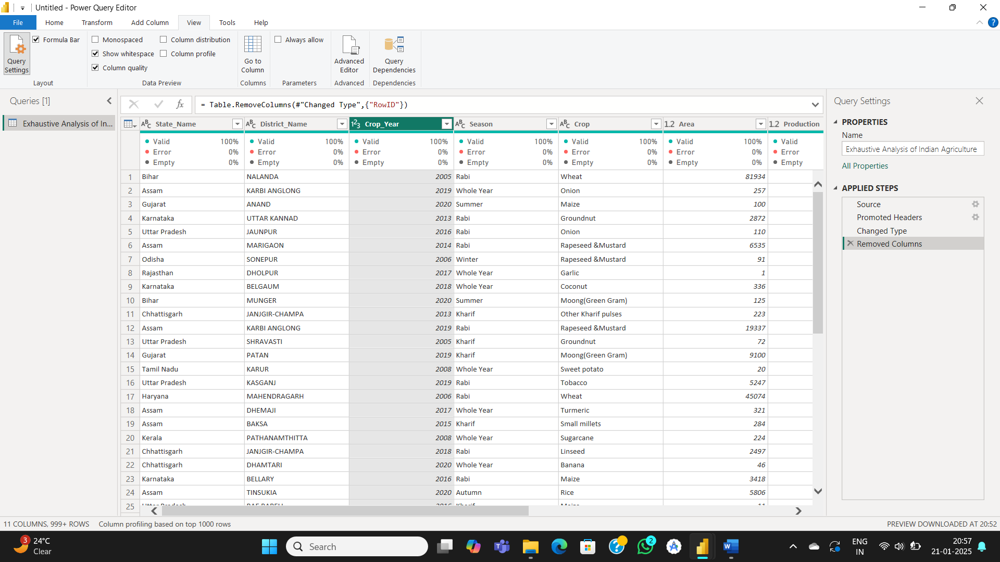 Untitled - Power Query Editor
File Home Transform Add Column View Tools Help
Query Settings
Formula Bar
Layout
Monospaced
Show whitespace
Column quality
Column distribution
Column profile
Data Preview
Go to Column
Columns
Always allow
Parameters
Advanced Editor
Advanced
Query Dependencies
Dependencies
Queries [1]
Exhaustive Analysis of In...
fx = Table.RemoveColumns(#"Changed Type",{"RowID"})
ABC State_Name ABC District_Name 123 Crop_Year ABC Season ABC Crop 1.2 Area 1.2 Production
Valid 100% Valid 100% Valid 100% Valid 100% Valid 100% Valid 100% Valid
Error 0% Error 0% Error 0% Error 0% Error 0% Error 0% Error
Empty 0% Empty 0% Empty 0% Empty 0% Empty 0% Empty 0% Empty
1 Bihar NALANDA 2005 Rabi Wheat 81934
2 Assam KARBI ANGLONG 2019 Whole Year Onion 257
3 Gujarat ANAND 2020 Summer Maize 100
4 Karnataka UTTAR KANNAD 2013 Rabi Groundnut 2872
5 Uttar Pradesh JAUNPUR 2016 Rabi Onion 110
6 Assam MARIGAON 2014 Rabi Rapeseed &Mustard 6535
7 Odisha SONEPUR 2006 Winter Rapeseed &Mustard 91
8 Rajasthan DHOLPUR 2017 Whole Year Garlic 1
9 Karnataka BELGAUM 2018 Whole Year Coconut 336
10 Bihar MUNGER 2020 Summer Moong(Green Gram) 125
11 Chhattisgarh JANJGIR-CHAMPA 2013 Kharif Other Kharif pulses 223
12 Assam KARBI ANGLONG 2019 Rabi Rapeseed &Mustard 19337
13 Uttar Pradesh SHRAVASTI 2005 Kharif Groundnut 72
14 Gujarat PATAN 2019 Kharif Moong(Green Gram) 9100
15 Tamil Nadu KARUR 2008 Whole Year Sweet potato 20
16 Uttar Pradesh KASGANJ 2019 Rabi Tobacco 5247
17 Haryana MAHENDRAGARH 2006 Rabi Wheat 45074
18 Assam DHEMAJI 2017 Whole Year Turmeric 321
19 Assam BAKSA 2015 Kharif Small millets 284
20 Kerala PATHANAMTHITTA 2008 Whole Year Sugarcane 224
21 Chhattisgarh JANJGIR-CHAMPA 2018 Rabi Linseed 2497
22 Chhattisgarh DHAMTARI 2020 Whole Year Banana 46
23 Karnataka BELLARY 2016 Rabi Maize 3418
24 Assam TINSUKIA 2020 Autumn Rice 5806
25
Query Settings
PROPERTIES
Name
Exhaustive Analysis of Indian Agriculture
All Properties
APPLIED STEPS
Source
Promoted Headers
Changed Type
Removed Columns
11 COLUMNS, 999+ ROWS Column profiling based on top 1000 rows PREVIEW DOWNLOADED AT 20:52
3 24°C
Clear
Search
2
ENG
IN
20:57
21-01-2025